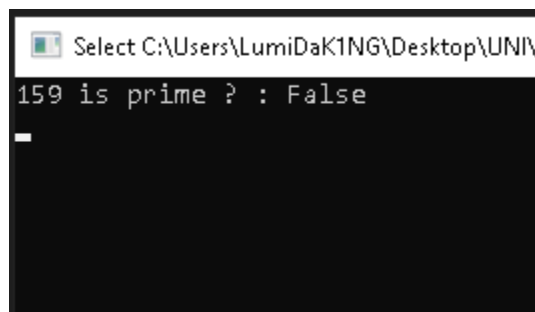 Select C:\Users\LumiDaK1NG\Desktop\UNI\
159 is prime ? : False